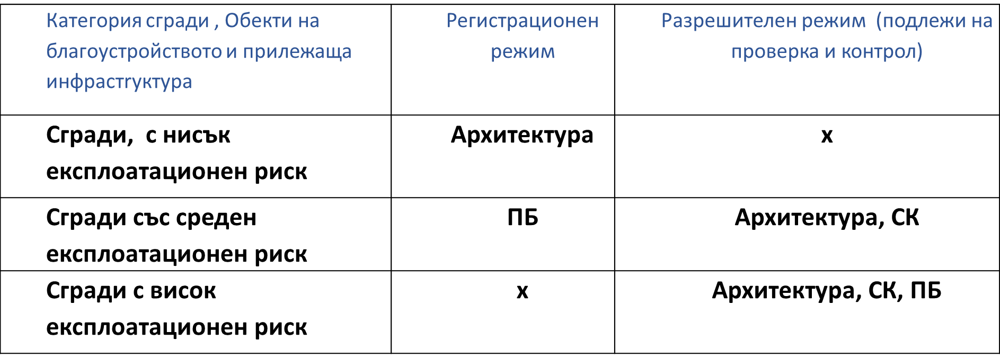 Категория сгради , Обекти на
благоустройството и прилежаща
инфрастrуктура
Регистрационен
режим
Разрешителен режим (подлежи на
проверка и контрол)
Сгради, с нисък
експлоатационен риск
Архитектура
x
Сгради със среден
експлоатационен риск
ПБ
Архитектура, СК
Сгради с висок
експлоатационен риск
x
Архитектура, СК, ПБ